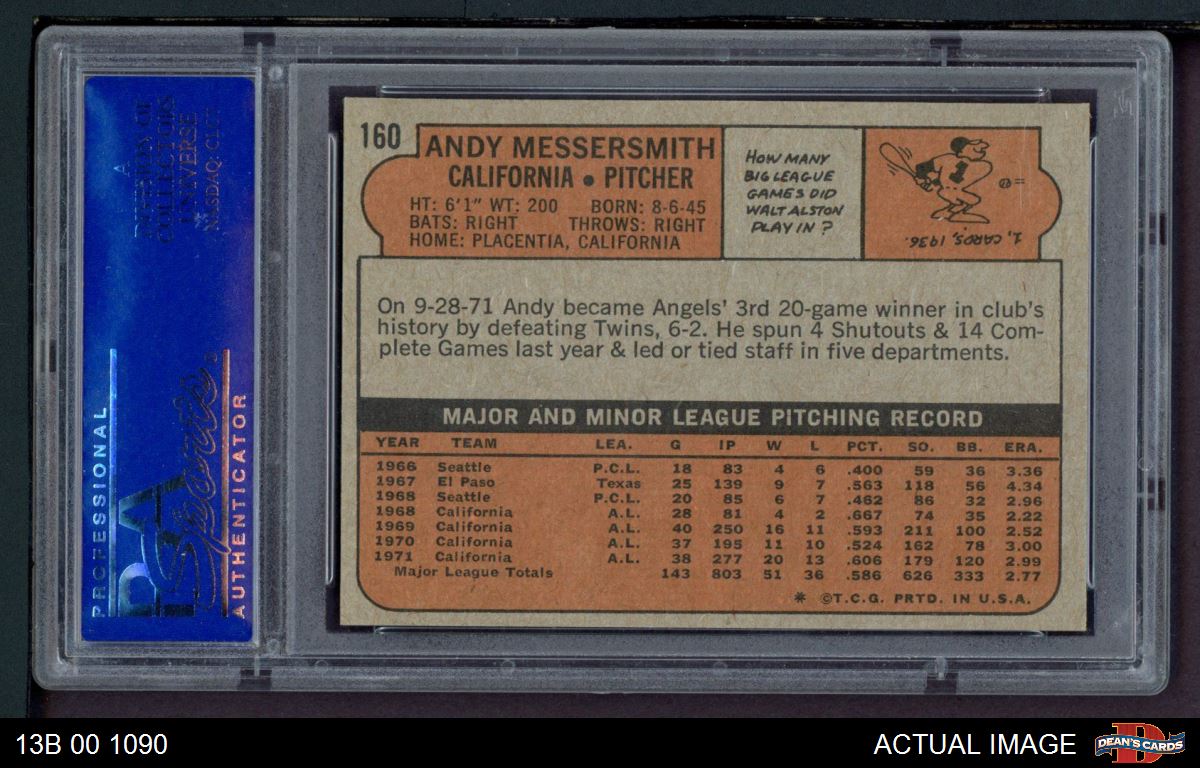 A
DIVISION OF
COLLECTORS
UNIVERSE
NASDAQ: CLCT
PROFESSIONAL
PSA
Sports
AUTHENTICATOR
160
ANDY MESSERSMITH
CALIFORNIA • PITCHER
HT: 6'1" WT: 200 BORN: 8-6-45
BATS: RIGHT THROWS: RIGHT
HOME: PLACENTIA, CALIFORNIA
HOW MANY
BIG LEAGUE
GAMES DID
WALT ALSTON
PLAY IN?
1
1. CARDS, 1936.
On 9-28-71 Andy became Angels' 3rd 20-game winner in club's
history by defeating Twins, 6-2. He spun 4 Shutouts & 14 Com-
plete Games last year & led or tied staff in five departments.
MAJOR AND MINOR LEAGUE PITCHING RECORD
YEAR TEAM LEA. G IP W L PCT. SO. BB. ERA.
1966 Seattle P.C.L. 18 83 4 6 .400 59 36 3.36
1967 El Paso Texas 25 139 9 7 .563 118 56 4.34
1968 Seattle P.C.L. 20 85 6 7 .462 86 32 2.96
1968 California A.L. 28 81 4 2 .667 74 35 2.22
1969 California A.L. 40 250 16 11 .593 211 100 2.52
1970 California A.L. 37 195 11 10 .524 162 78 3.00
1971 California A.L. 38 277 20 13 .606 179 120 2.99
Major League Totals 143 803 51 36 .586 626 333 2.77
* ©T.C.G. PRTD. IN U.S.A.
13B 00 1090
ACTUAL IMAGE
D
DEAN'S CARDS